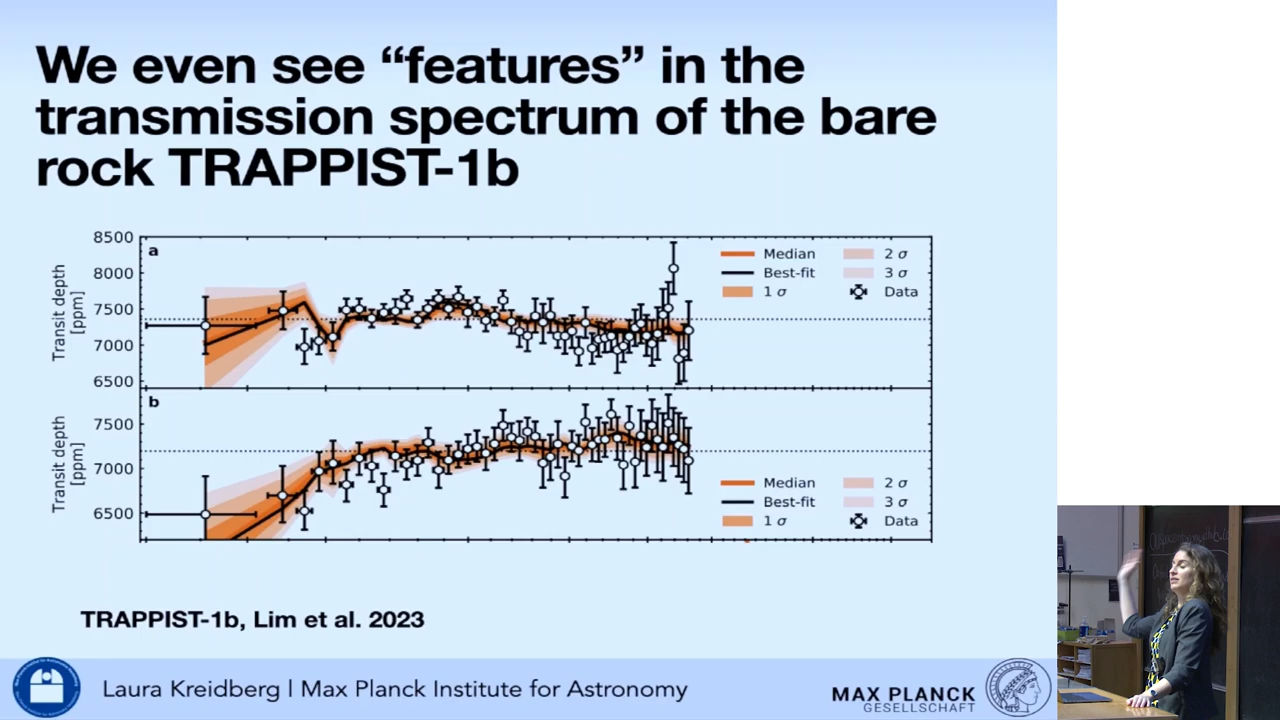 We even see “features” in the
transmission spectrum of the bare
rock TRAPPIST-1b
8500
8000
7500
7000
6500
Transit depth
[ppm]
a
Median
Best-fit
1 σ
2 σ
3 σ
Data
7500
7000
6500
Transit depth
[ppm]
b
Median
Best-fit
1 σ
2 σ
3 σ
Data
TRAPPIST-1b, Lim et al. 2023
Laura Kreidberg | Max Planck Institute for Astronomy
MAX PLANCK
GESELLSCHAFT